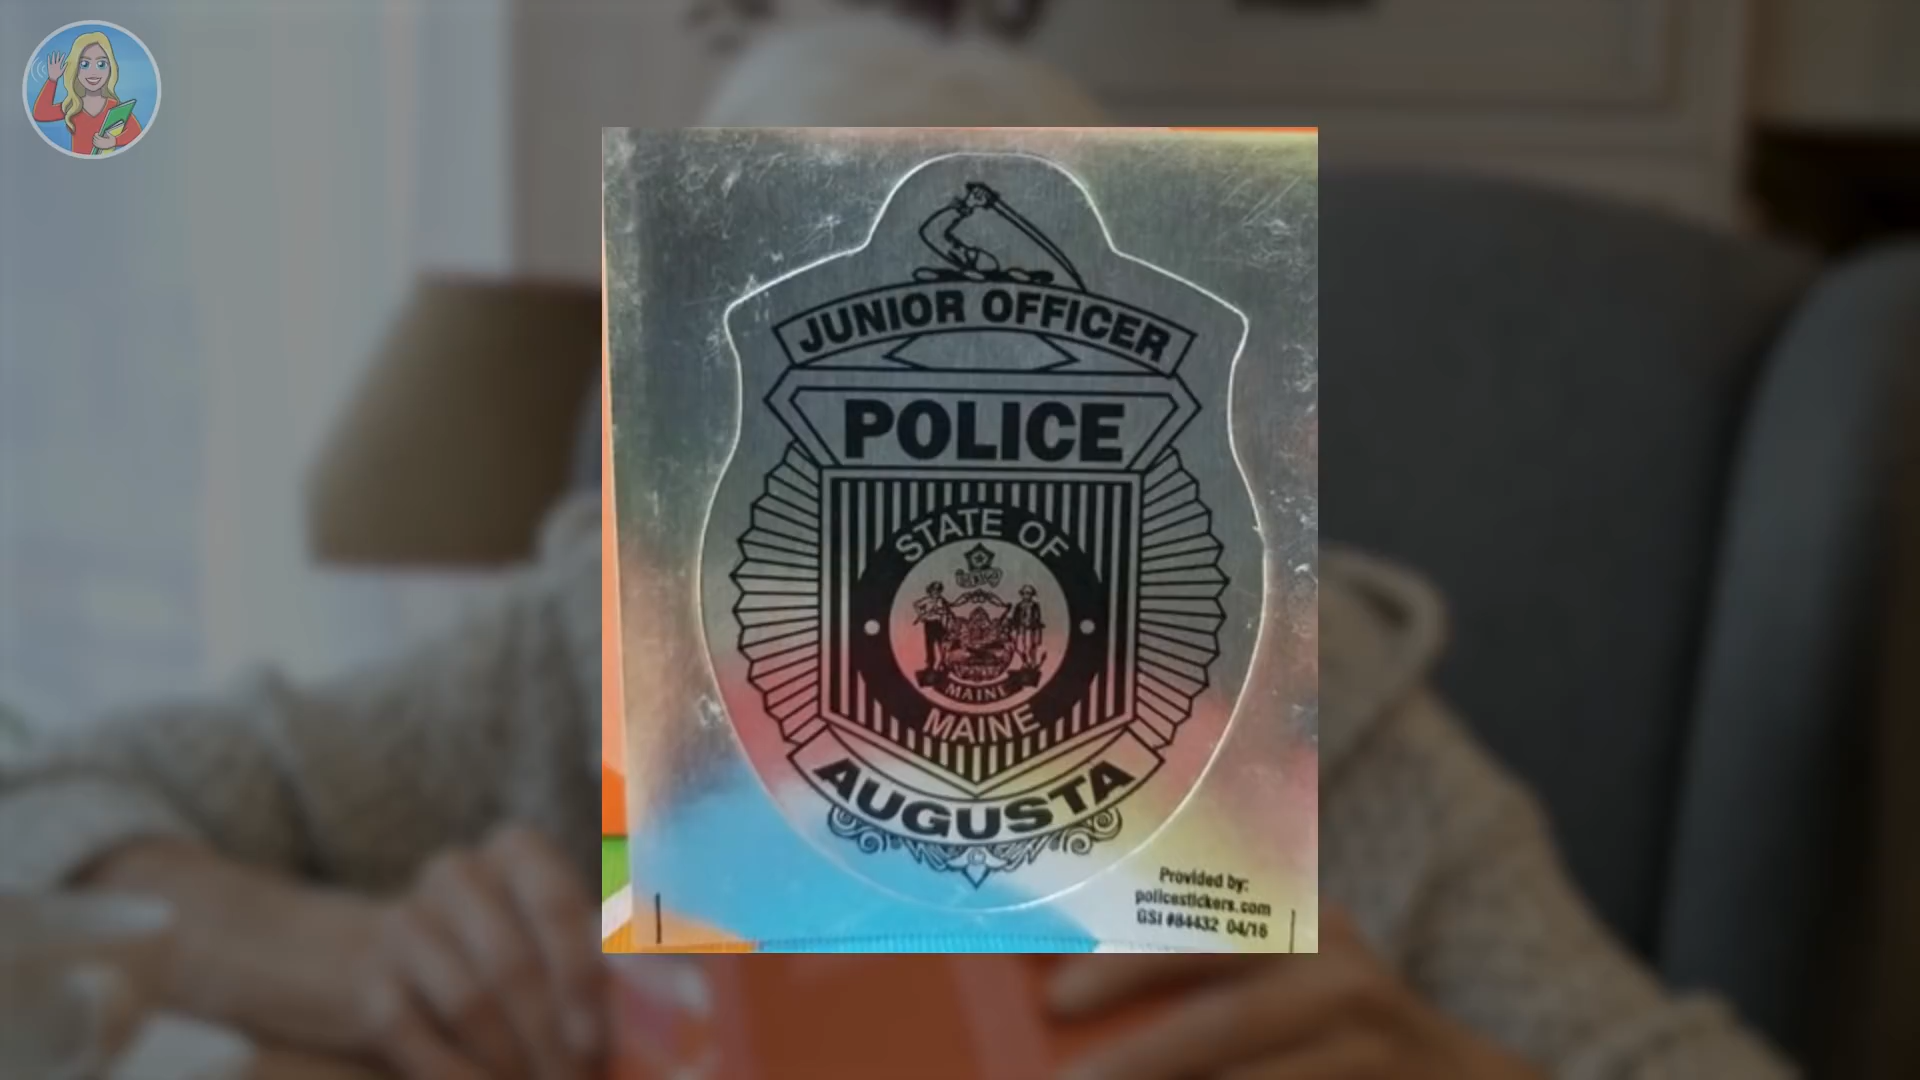 JUNIOR OFFICER
POLICE
STATE OF
MAINE
MAINE
AUGUSTA
Provided by:
policestickers.com
GSI #84432 04/16